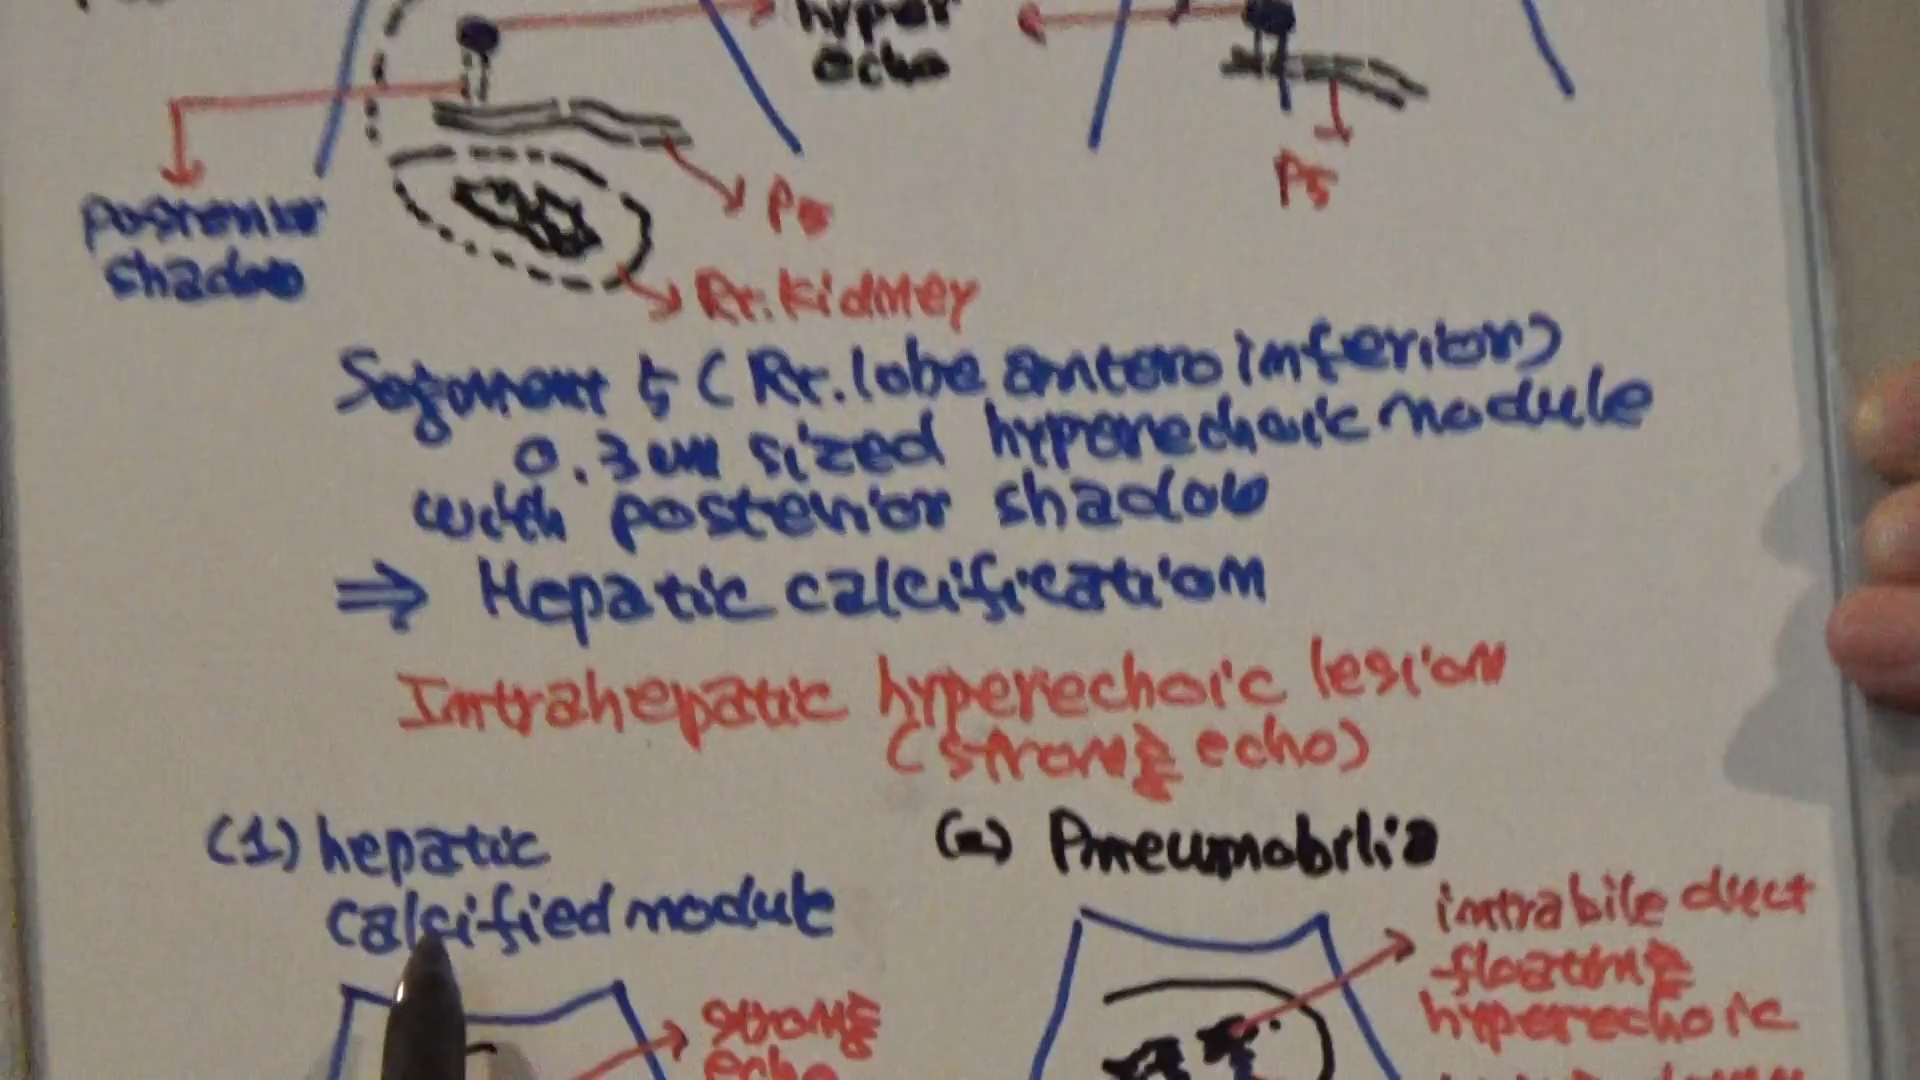 hyper
echo
posterior
shadow
P5
Rt. Kidney
Segment 5 (Rt. lobe antero inferior)
0.3cm sized hyperechoic nodule
with posterior shadow
⇒ Hepatic calcification
Intrahepatic hyperechoic lesion
(strong echo)
(1) hepatic
calcified nodule
(2) Pneumobilia
intrabile duct
floating
hyperechoic
strong
echo